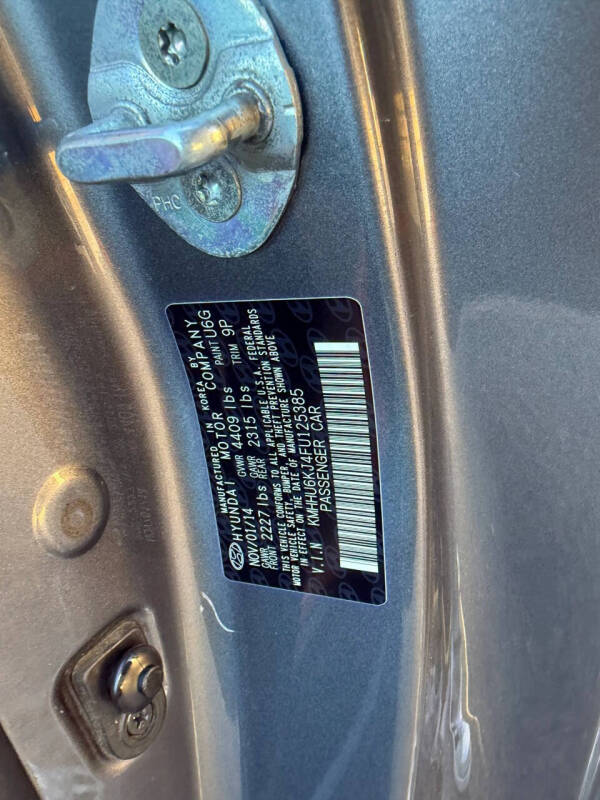 PHC
MANUFACTURED IN KOREA BY
HYUNDAI MOTOR COMPANY
NOV/01/14 GVWR 4409 lbs PAINT U6G
GAWR FRONT 2227 lbs GAWR REAR 2315 lbs TRIM 9P
THIS VEHICLE CONFORMS TO ALL APPLICABLE U.S.A. FEDERAL
MOTOR VEHICLE SAFETY, BUMPER, AND THEFT PREVENTION STANDARDS
IN EFFECT ON THE DATE OF MANUFACTURE SHOWN ABOVE
V.I.N KMHHU6KJ4FU125385
PASSENGER CAR